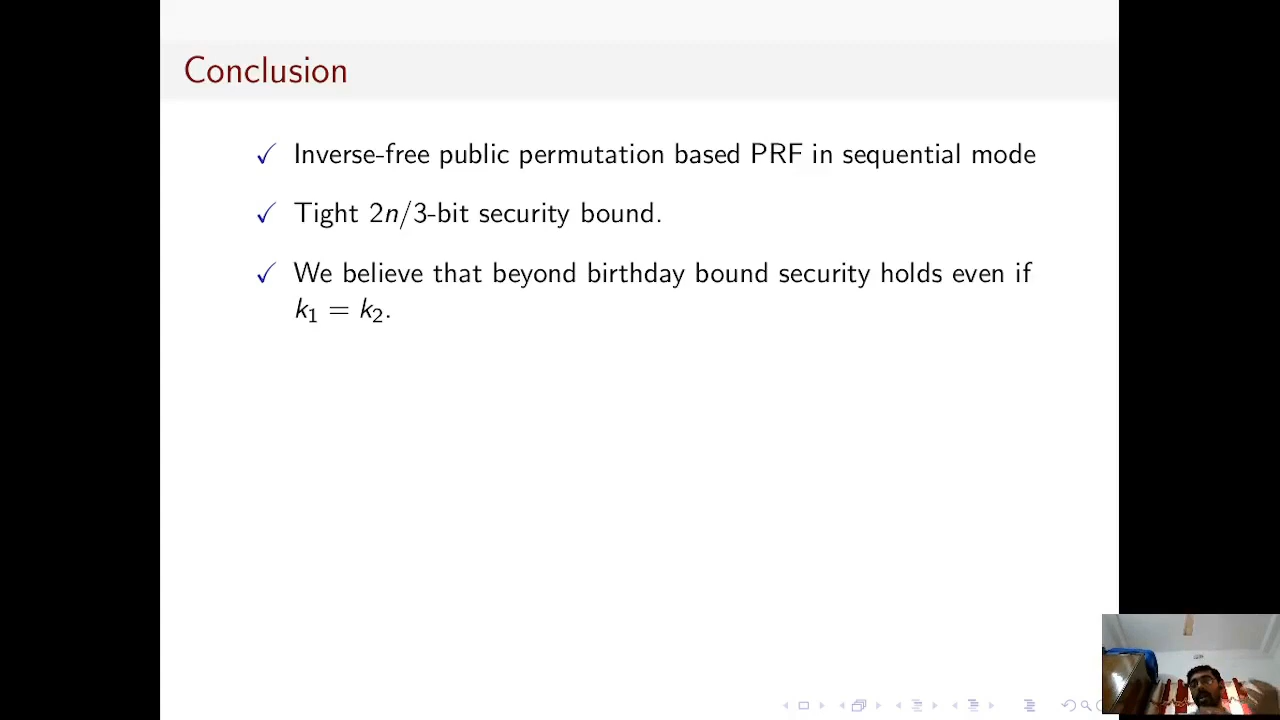 Conclusion
✓ Inverse-free public permutation based PRF in sequential mode
✓ Tight 2n/3-bit security bound.
✓ We believe that beyond birthday bound security holds even if
k₁ = k₂.